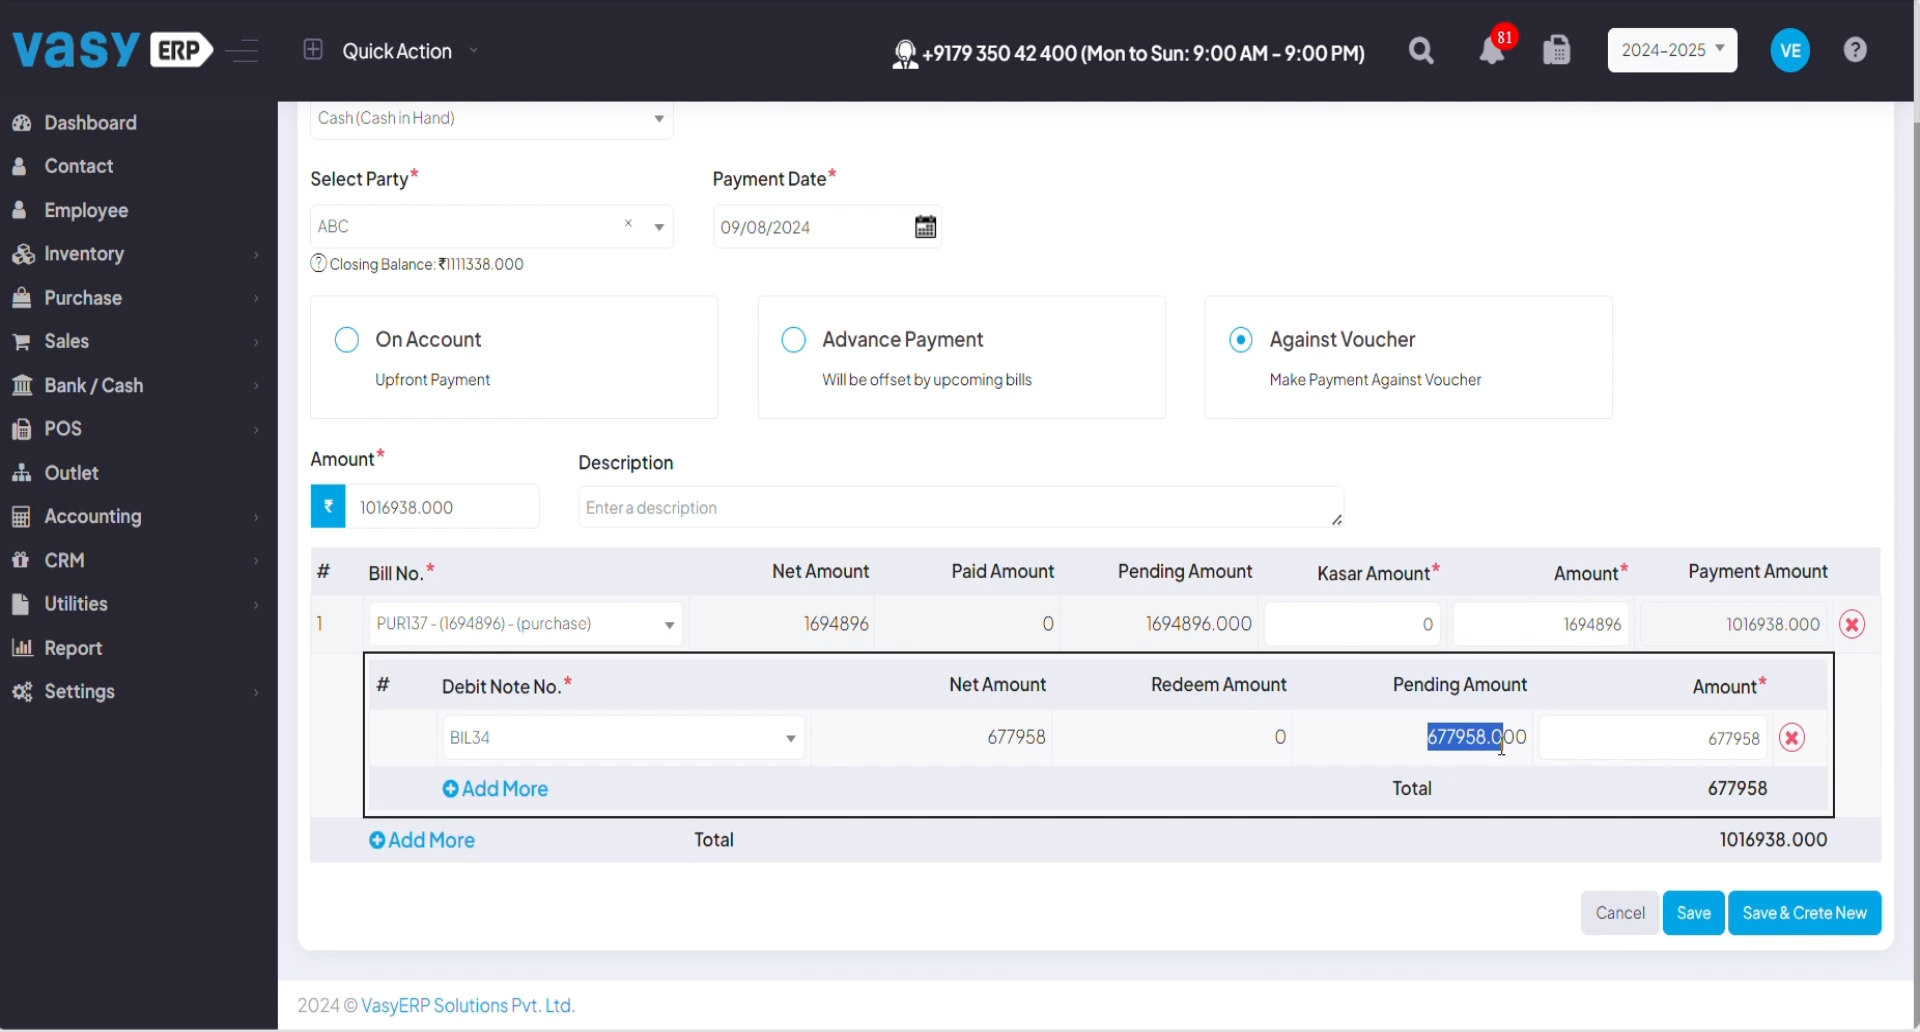 vasy ERP
Quick Action
+9179 350 42 400 (Mon to Sun: 9:00 AM - 9:00 PM)
81
2024-2025
VE
?
Dashboard
Contact
Employee
Inventory
Purchase
Sales
Bank / Cash
POS
Outlet
Accounting
CRM
Utilities
Report
Settings
Cash (Cash in Hand)
Select Party* Payment Date*
ABC × 09/08/2024
? Closing Balance: ₹1111338.000
On Account
Upfront Payment
Advance Payment
Will be offset by upcoming bills
Against Voucher
Make Payment Against Voucher
Amount* Description
₹ 1016938.000 Enter a description
# Bill No.* Net Amount Paid Amount Pending Amount Kasar Amount* Amount* Payment Amount
1 PUR137 - (1694896) - (purchase) 1694896 0 1694896.000 0 1694896 1016938.000
# Debit Note No.* Net Amount Redeem Amount Pending Amount Amount*
BIL34 677958 0 677958.000 677958
Add More Total 677958
Add More Total 1016938.000
Cancel Save Save & Crete New
2024 © VasyERP Solutions Pvt. Ltd.